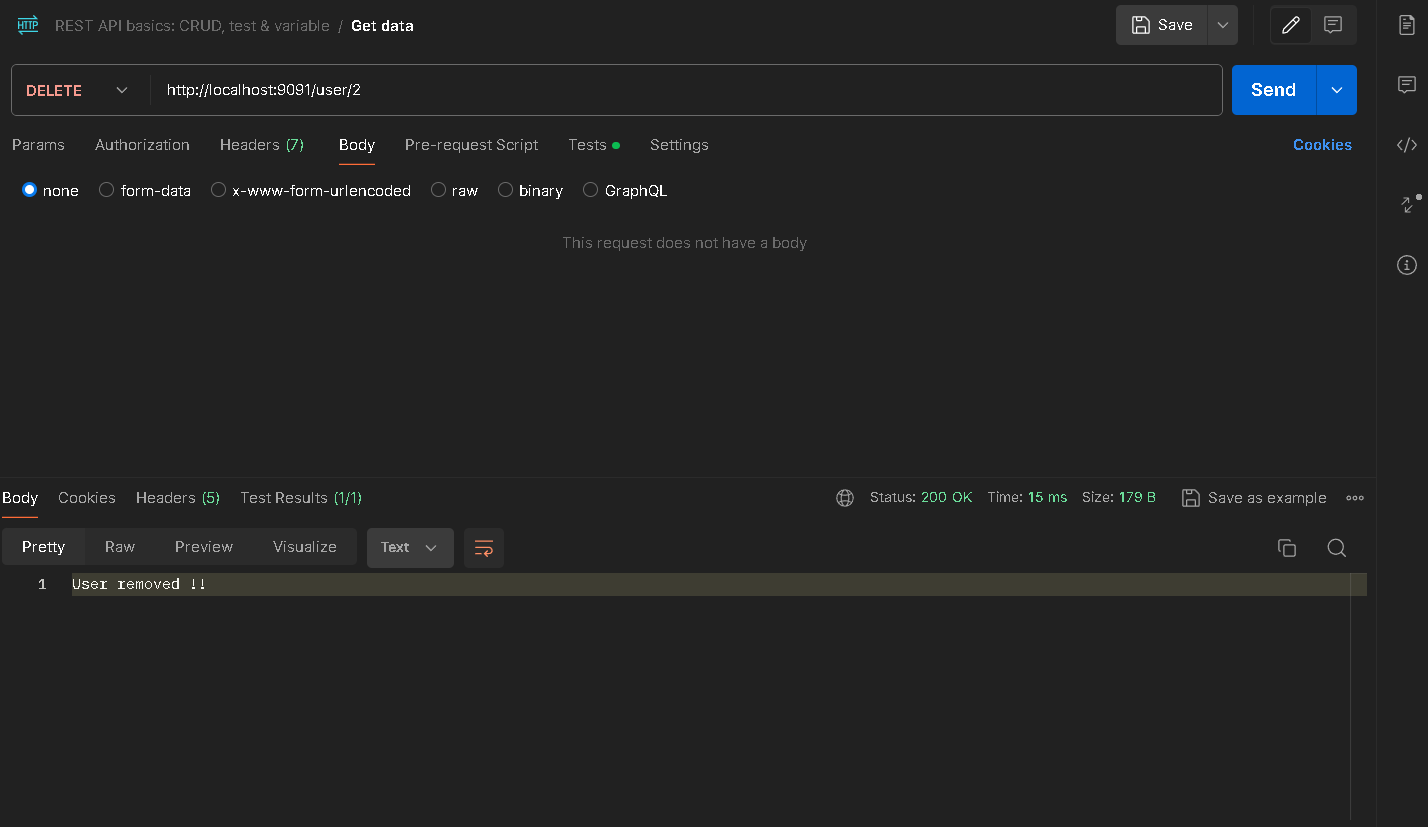 HTTP REST API basics: CRUD, test & variable / Get data Save
DELETE http://localhost:9091/user/2 Send
Params Authorization Headers (7) Body Pre-request Script Tests Settings Cookies
none form-data x-www-form-urlencoded raw binary GraphQL
This request does not have a body
Body Cookies Headers (5) Test Results (1/1) Status: 200 OK Time: 15 ms Size: 179 B Save as example
Pretty Raw Preview Visualize Text
1 User removed !!